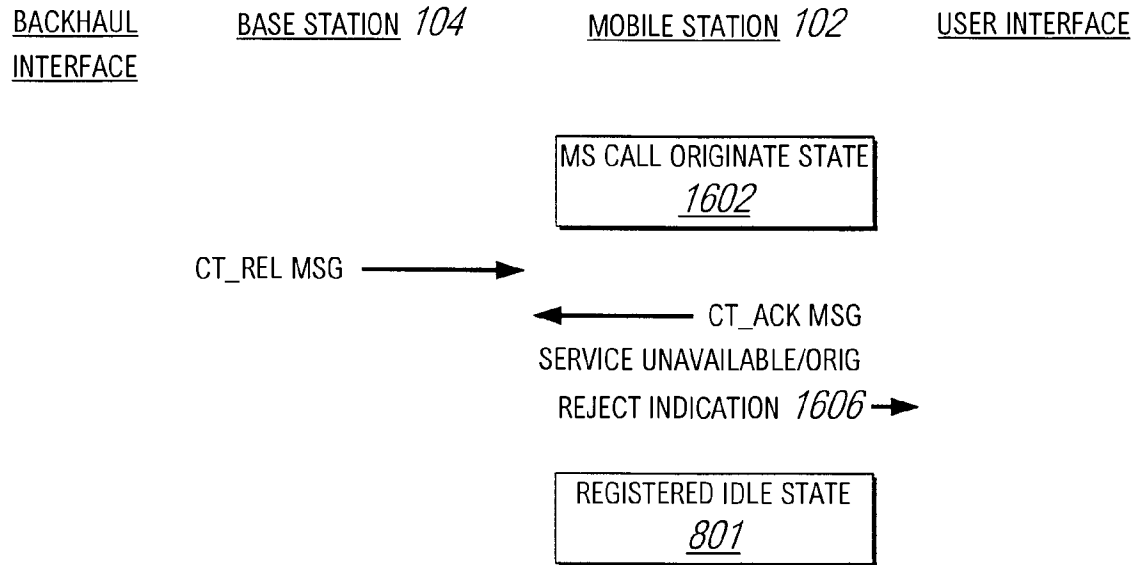 BACKHAUL INTERFACE
BASE STATION 104
MOBILE STATION 102
USER INTERFACE
MS CALL ORIGINATE STATE
1602
CT_REL MSG
CT_ACK MSG
SERVICE UNAVAILABLE/ORIG
REJECT INDICATION 1606
REGISTERED IDLE STATE
801